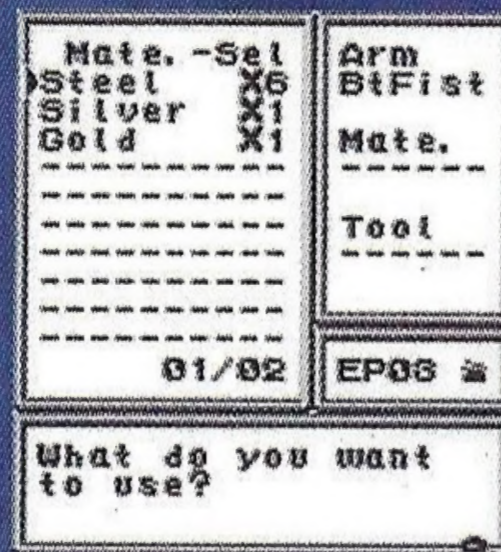 Mate.-Sel
Steel X6
Silver X1
Gold X1
01/02
Arm
BtFist
Mate.
Tool
EP03
What do you want
to use?